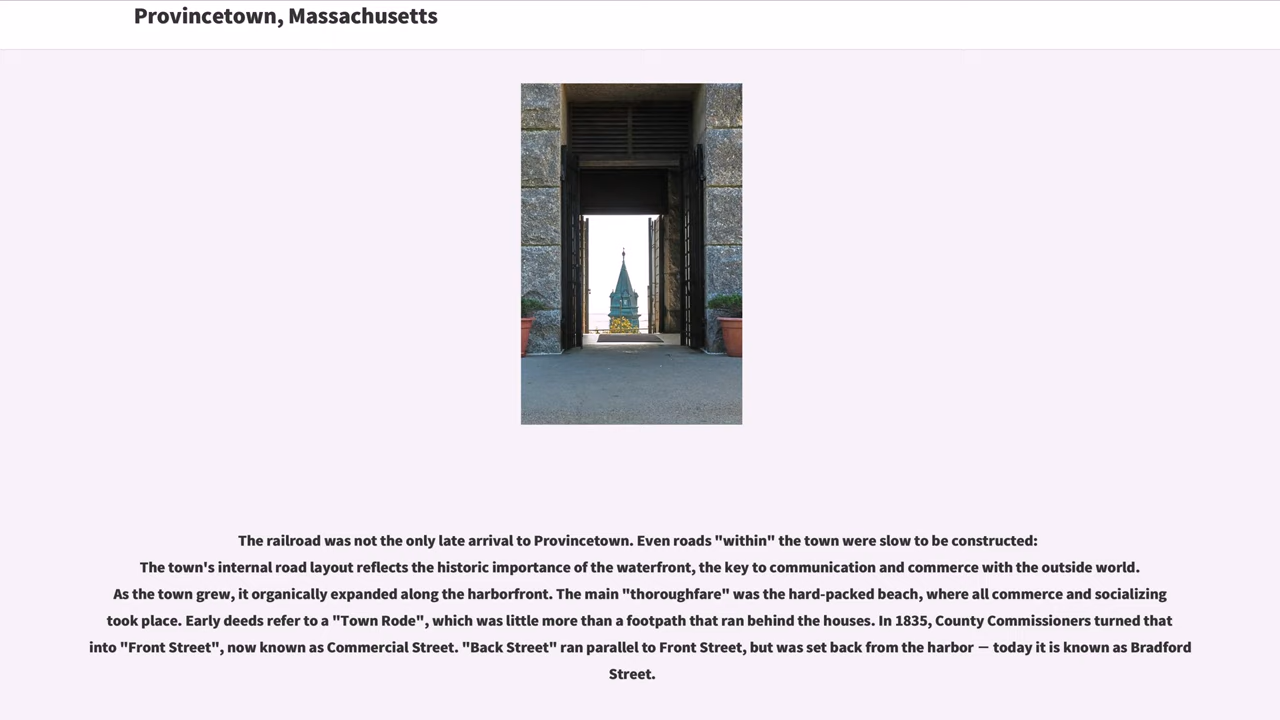 Provincetown, Massachusetts
The railroad was not the only late arrival to Provincetown. Even roads "within" the town were slow to be constructed:
The town's internal road layout reflects the historic importance of the waterfront, the key to communication and commerce with the outside world.
As the town grew, it organically expanded along the harborfront. The main "thoroughfare" was the hard-packed beach, where all commerce and socializing
took place. Early deeds refer to a "Town Rode", which was little more than a footpath that ran behind the houses. In 1835, County Commissioners turned that
into "Front Street", now known as Commercial Street. "Back Street" ran parallel to Front Street, but was set back from the harbor — today it is known as Bradford
Street.